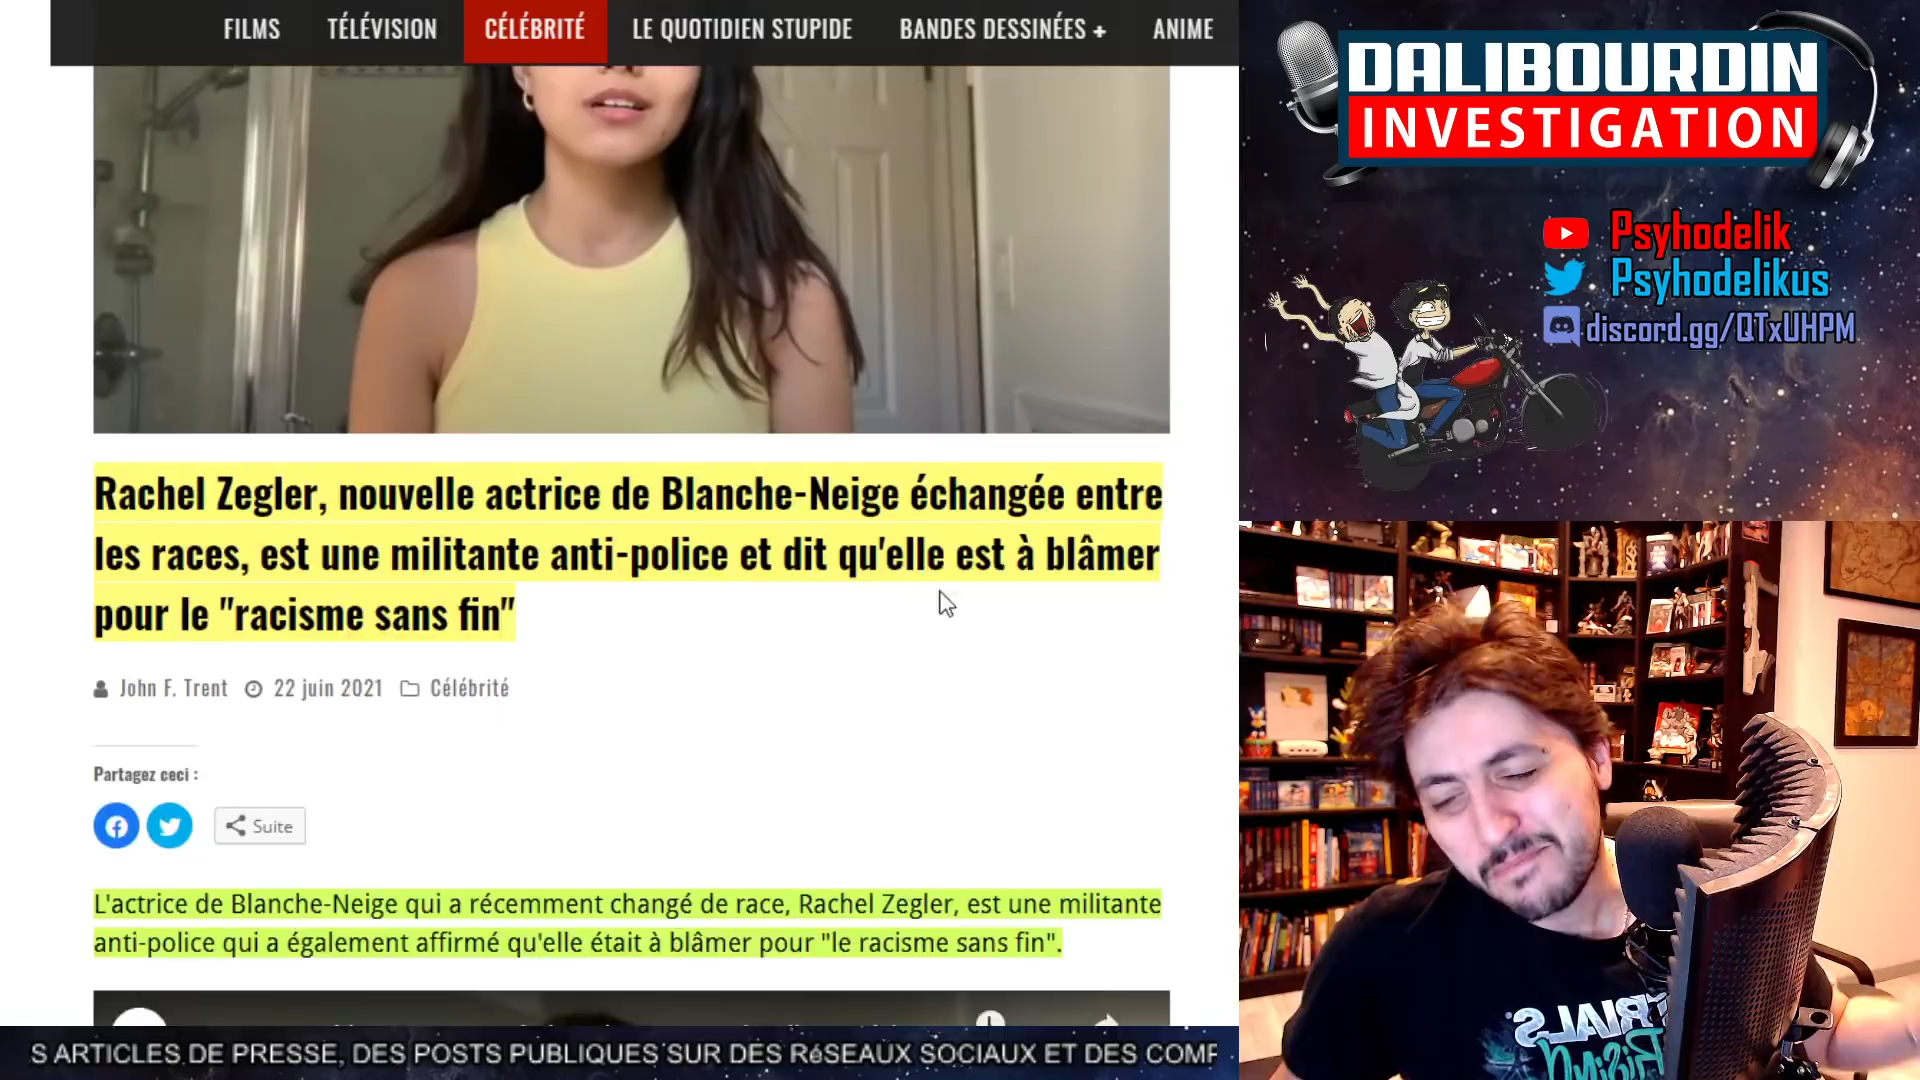 FILMS TÉLÉVISION CÉLÉBRITÉ LE QUOTIDIEN STUPIDE BANDES DESSINÉES + ANIME
Rachel Zegler, nouvelle actrice de Blanche-Neige échangée entre
les races, est une militante anti-police et dit qu'elle est à blâmer
pour le "racisme sans fin"
John F. Trent 22 juin 2021 Célébrité
Partagez ceci :
Suite
L'actrice de Blanche-Neige qui a récemment changé de race, Rachel Zegler, est une militante
anti-police qui a également affirmé qu'elle était à blâmer pour "le racisme sans fin".
S ARTICLES DE PRESSE, DES POSTS PUBLIQUES SUR DES RéSEAUX SOCIAUX ET DES COMP
DALIBOURDIN
INVESTIGATION
Psyhodelik
Psyhodelikus
discord.gg/QTxUHPM
TRIALS
RISING